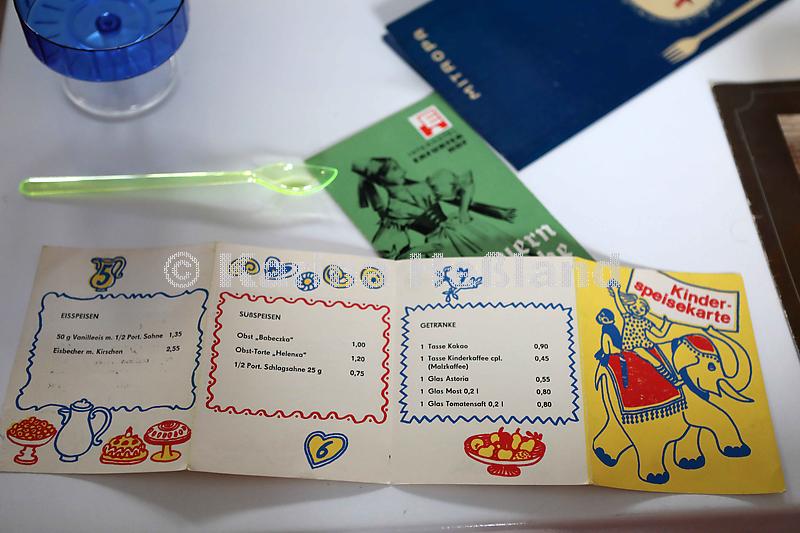 MITROPA
5
EISSPEISEN
50 g Vanilleeis m. 1/2 Port. Sahne 1,35
Eisbecher m. Kirschen 2,55
SUßSPEISEN
Obst „Babeczka" 1,00
Obst-Torte „Helenka" 1,20
1/2 Port. Schlagsahne 25 g 0,75
6
GETRÄNKE
1 Tasse Kakao 0,90
1 Tasse Kinderkaffee cpl. 0,45
(Malzkaffee)
1 Glas Astoria 0,55
1 Glas Most 0,2 l 0,80
1 Glas Tomatensaft 0,2 l 0,80
Kinder-
speisekarte